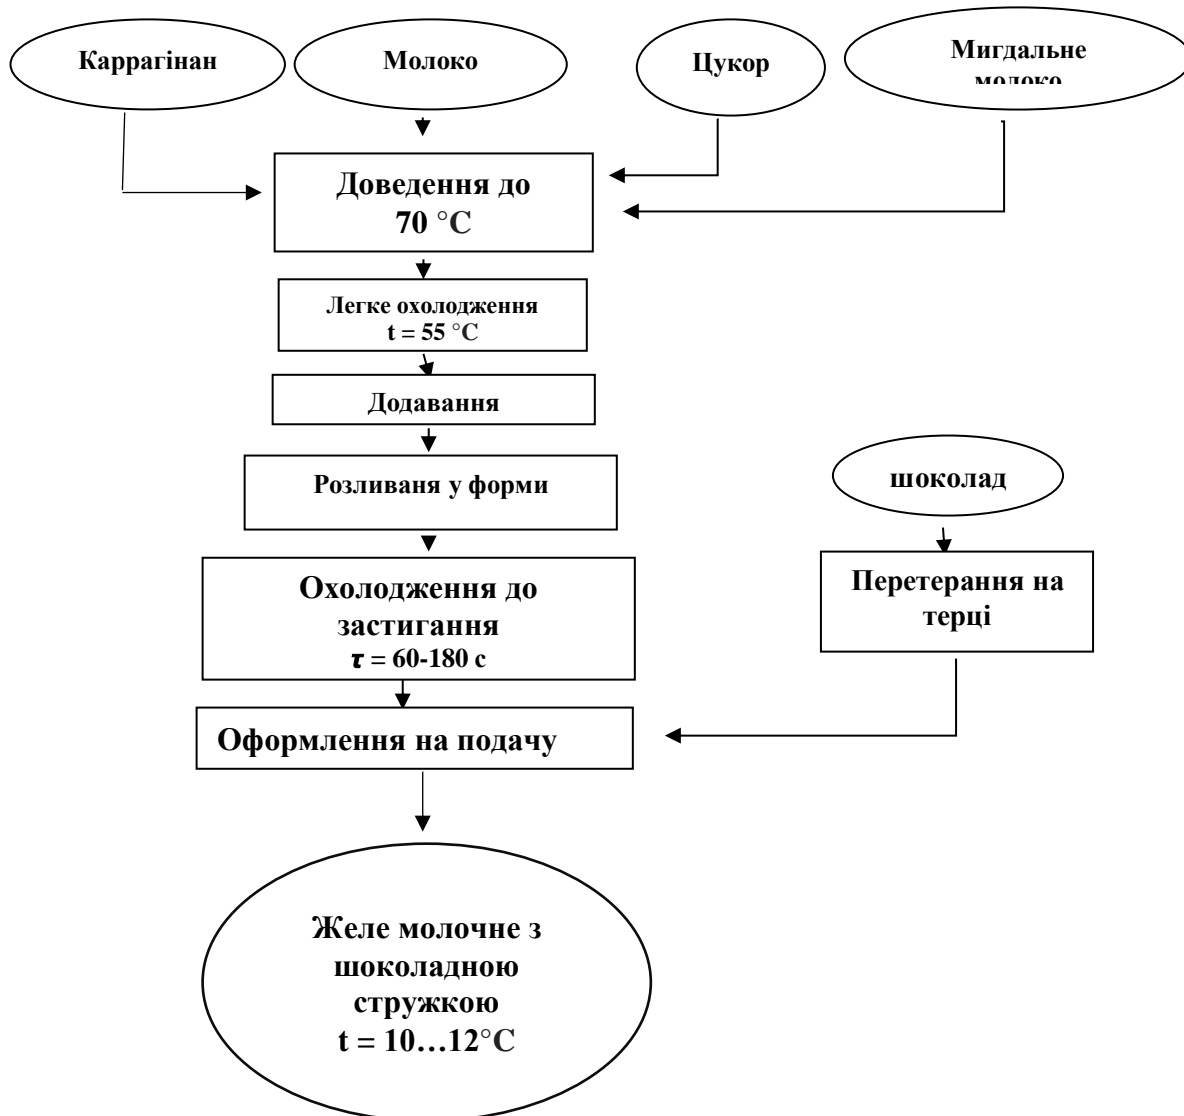 Каррагінан
Молоко
Цукор
Мигдальне
молоко
Доведення до
70 °C
Легке охолодження
t = 55 °C
Додавання
Розливаня у форми
шоколад
Охолодження до
застигання
τ = 60-180 с
Перетерання на
терці
Оформлення на подачу
Желе молочне з
шоколадною
стружкою
t = 10…12°C